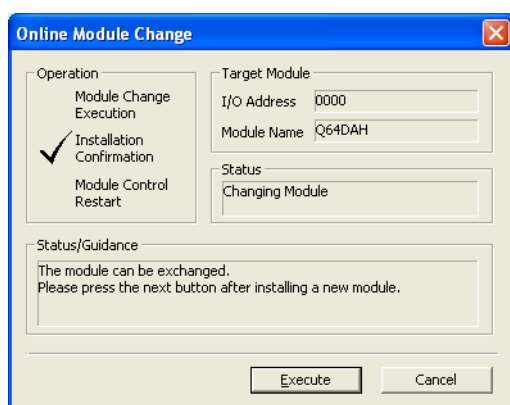 Online Module Change
Operation
Module Change
Execution
Installation
Confirmation
Module Control
Restart
Target Module
I/O Address 0000
Module Name Q64DAH
Status
Changing Module
Status/Guidance
The module can be exchanged.
Please press the next button after installing a new module.
Execute Cancel